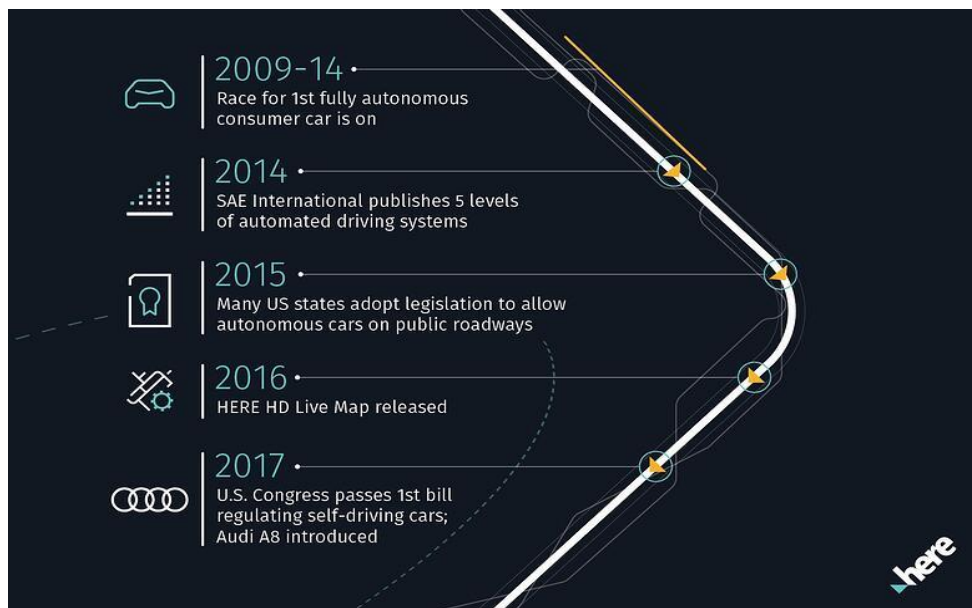 2009-14
Race for 1st fully autonomous
consumer car is on
2014
SAE International publishes 5 levels
of automated driving systems
2015
Many US states adopt legislation to allow
autonomous cars on public roadways
2016
HERE HD Live Map released
2017
U.S. Congress passes 1st bill
regulating self-driving cars;
Audi A8 introduced
here